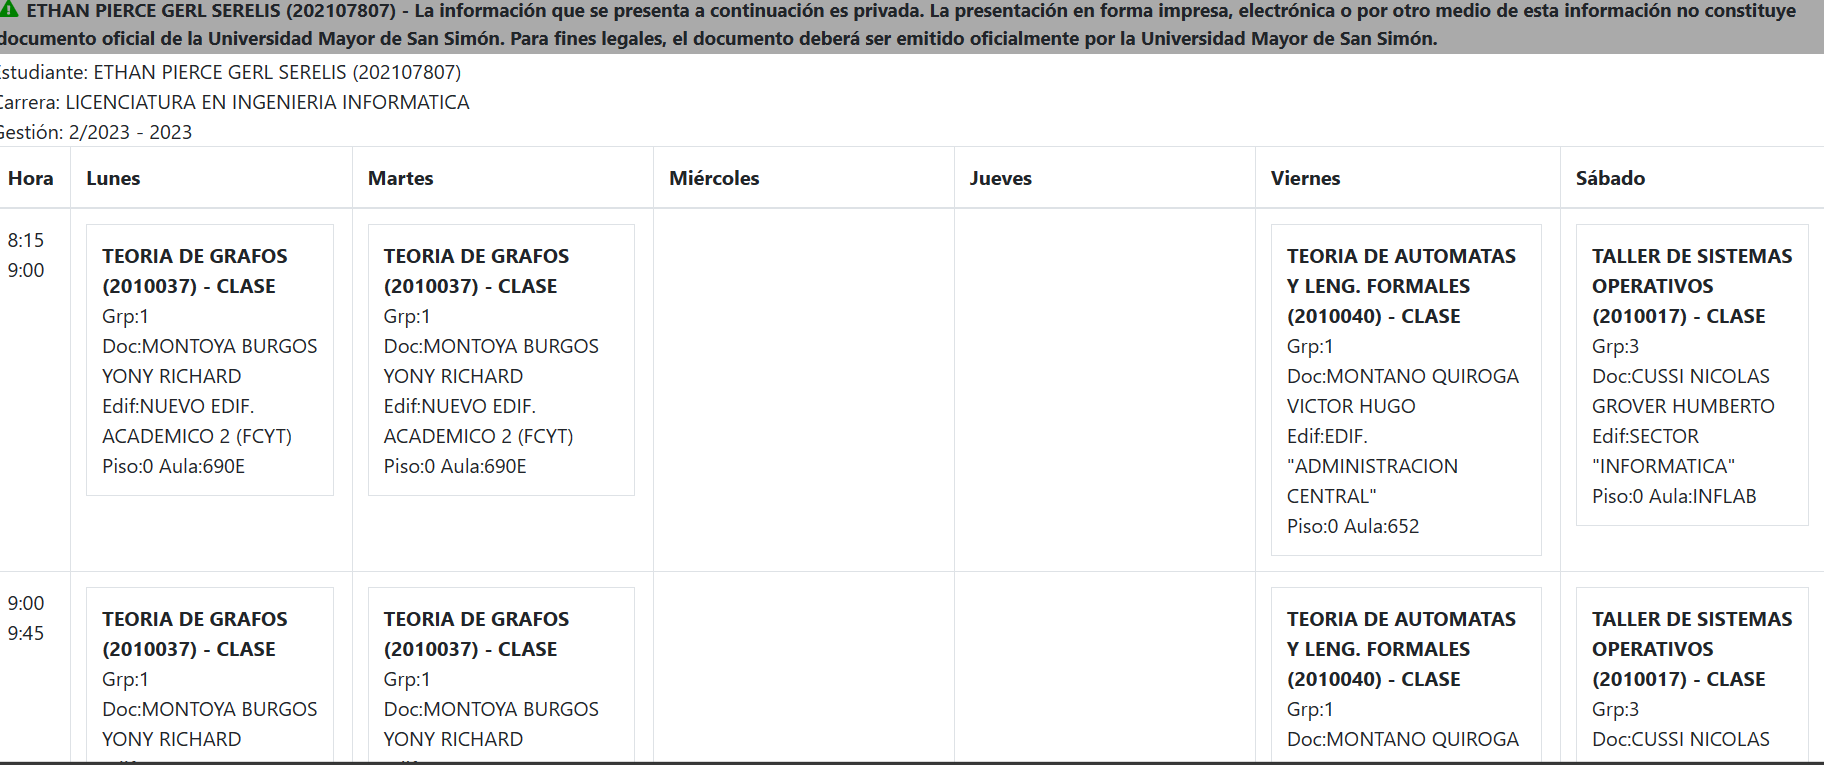 ETHAN PIERCE GERL SERELIS (202107807) - La información que se presenta a continuación es privada. La presentación en forma impresa, electrónica o por otro medio de esta información no constituye
documento oficial de la Universidad Mayor de San Simón. Para fines legales, el documento deberá ser emitido oficialmente por la Universidad Mayor de San Simón.
Estudiante: ETHAN PIERCE GERL SERELIS (202107807)
Carrera: LICENCIATURA EN INGENIERIA INFORMATICA
Gestión: 2/2023 - 2023
Hora Lunes Martes Miércoles Jueves Viernes Sábado
8:15
9:00
TEORIA DE GRAFOS
(2010037) - CLASE
Grp:1
Doc:MONTOYA BURGOS
YONY RICHARD
Edif:NUEVO EDIF.
ACADEMICO 2 (FCYT)
Piso:0 Aula:690E
TEORIA DE GRAFOS
(2010037) - CLASE
Grp:1
Doc:MONTOYA BURGOS
YONY RICHARD
Edif:NUEVO EDIF.
ACADEMICO 2 (FCYT)
Piso:0 Aula:690E
TEORIA DE AUTOMATAS
Y LENG. FORMALES
(2010040) - CLASE
Grp:1
Doc:MONTANO QUIROGA
VICTOR HUGO
Edif:EDIF.
"ADMINISTRACION
CENTRAL"
Piso:0 Aula:652
TALLER DE SISTEMAS
OPERATIVOS
(2010017) - CLASE
Grp:3
Doc:CUSSI NICOLAS
GROVER HUMBERTO
Edif:SECTOR
"INFORMATICA"
Piso:0 Aula:INFLAB
9:00
9:45
TEORIA DE GRAFOS
(2010037) - CLASE
Grp:1
Doc:MONTOYA BURGOS
YONY RICHARD
TEORIA DE GRAFOS
(2010037) - CLASE
Grp:1
Doc:MONTOYA BURGOS
YONY RICHARD
TEORIA DE AUTOMATAS
Y LENG. FORMALES
(2010040) - CLASE
Grp:1
Doc:MONTANO QUIROGA
TALLER DE SISTEMAS
OPERATIVOS
(2010017) - CLASE
Grp:3
Doc:CUSSI NICOLAS